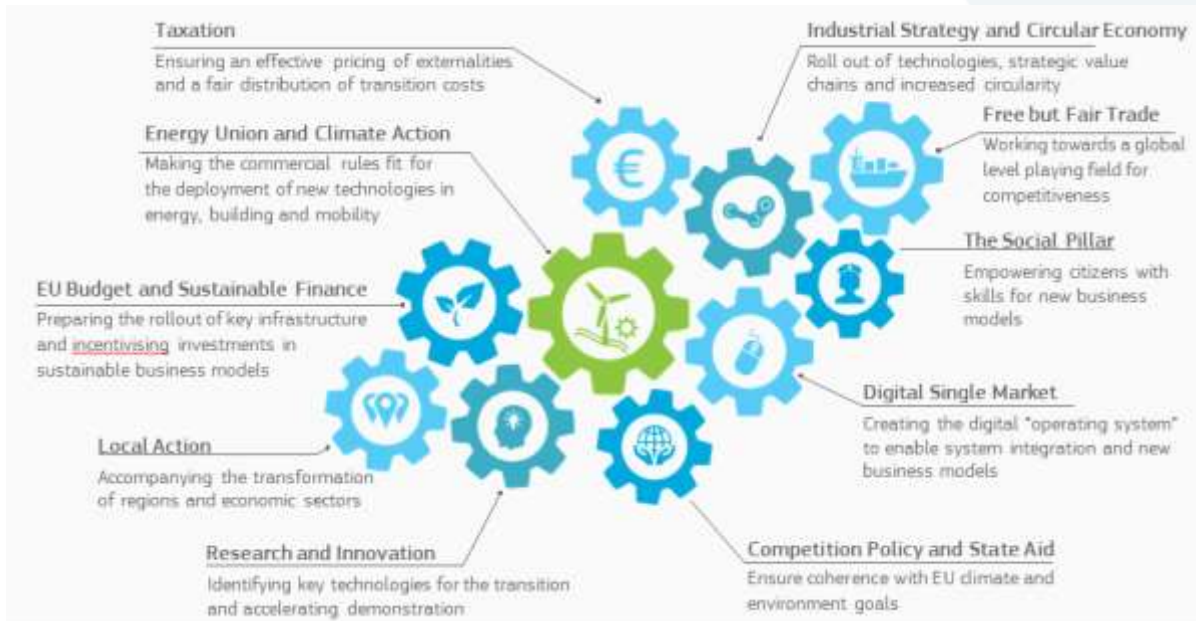 Taxation
Ensuring an effective pricing of externalities
and a fair distribution of transition costs
Industrial Strategy and Circular Economy
Roll out of technologies, strategic value
chains and increased circularity
Energy Union and Climate Action
Making the commercial rules fit for
the deployment of new technologies in
energy, building and mobility
Free but Fair Trade
Working towards a global
level playing field for
competitiveness
€
The Social Pillar
Empowering citizens with
skills for new business
models
EU Budget and Sustainable Finance
Preparing the rollout of key infrastructure
and incentivising investments in
sustainable business models
Digital Single Market
Creating the digital "operating system"
to enable system integration and new
business models
Local Action
Accompanying the transformation
of regions and economic sectors
Research and Innovation
Identifying key technologies for the transition
and accelerating demonstration
Competition Policy and State Aid
Ensure coherence with EU climate and
environment goals